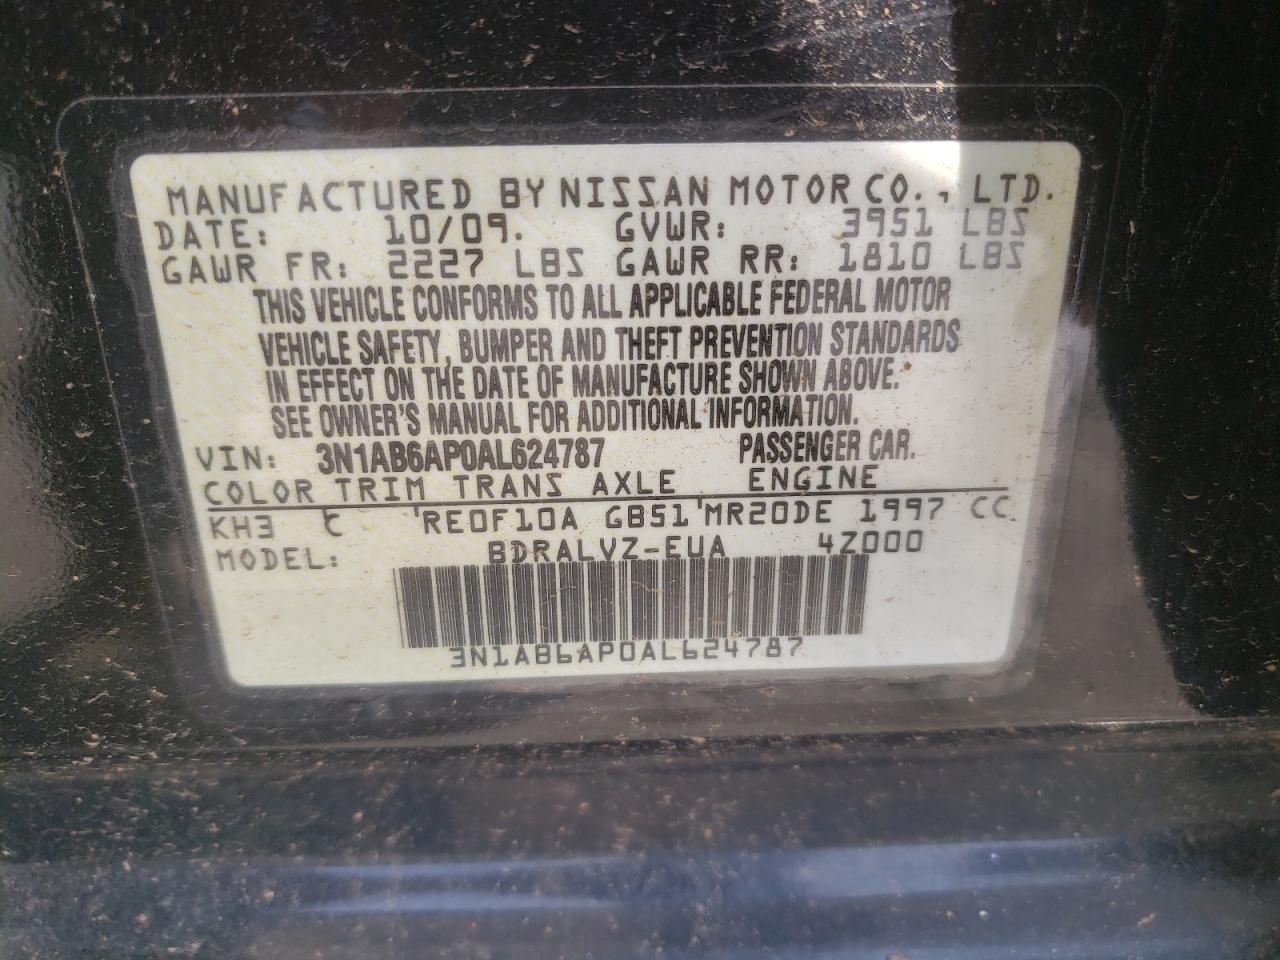 MANUFACTURED BY NISSAN MOTOR CO., LTD.
DATE: 10/09. GVWR: 3951 LBS
GAWR FR: 2227 LBS GAWR RR: 1810 LBS
THIS VEHICLE CONFORMS TO ALL APPLICABLE FEDERAL MOTOR
VEHICLE SAFETY, BUMPER AND THEFT PREVENTION STANDARDS
IN EFFECT ON THE DATE OF MANUFACTURE SHOWN ABOVE.
SEE OWNER'S MANUAL FOR ADDITIONAL INFORMATION.
VIN: 3N1AB6AP0AL624787 PASSENGER CAR.
COLOR TRIM TRANS AXLE ENGINE
KH3 C RE0F10A GB51 MR20DE 1997 CC
MODEL: BDRALVZ-EUA 4Z000
3N1AB6AP0AL624787